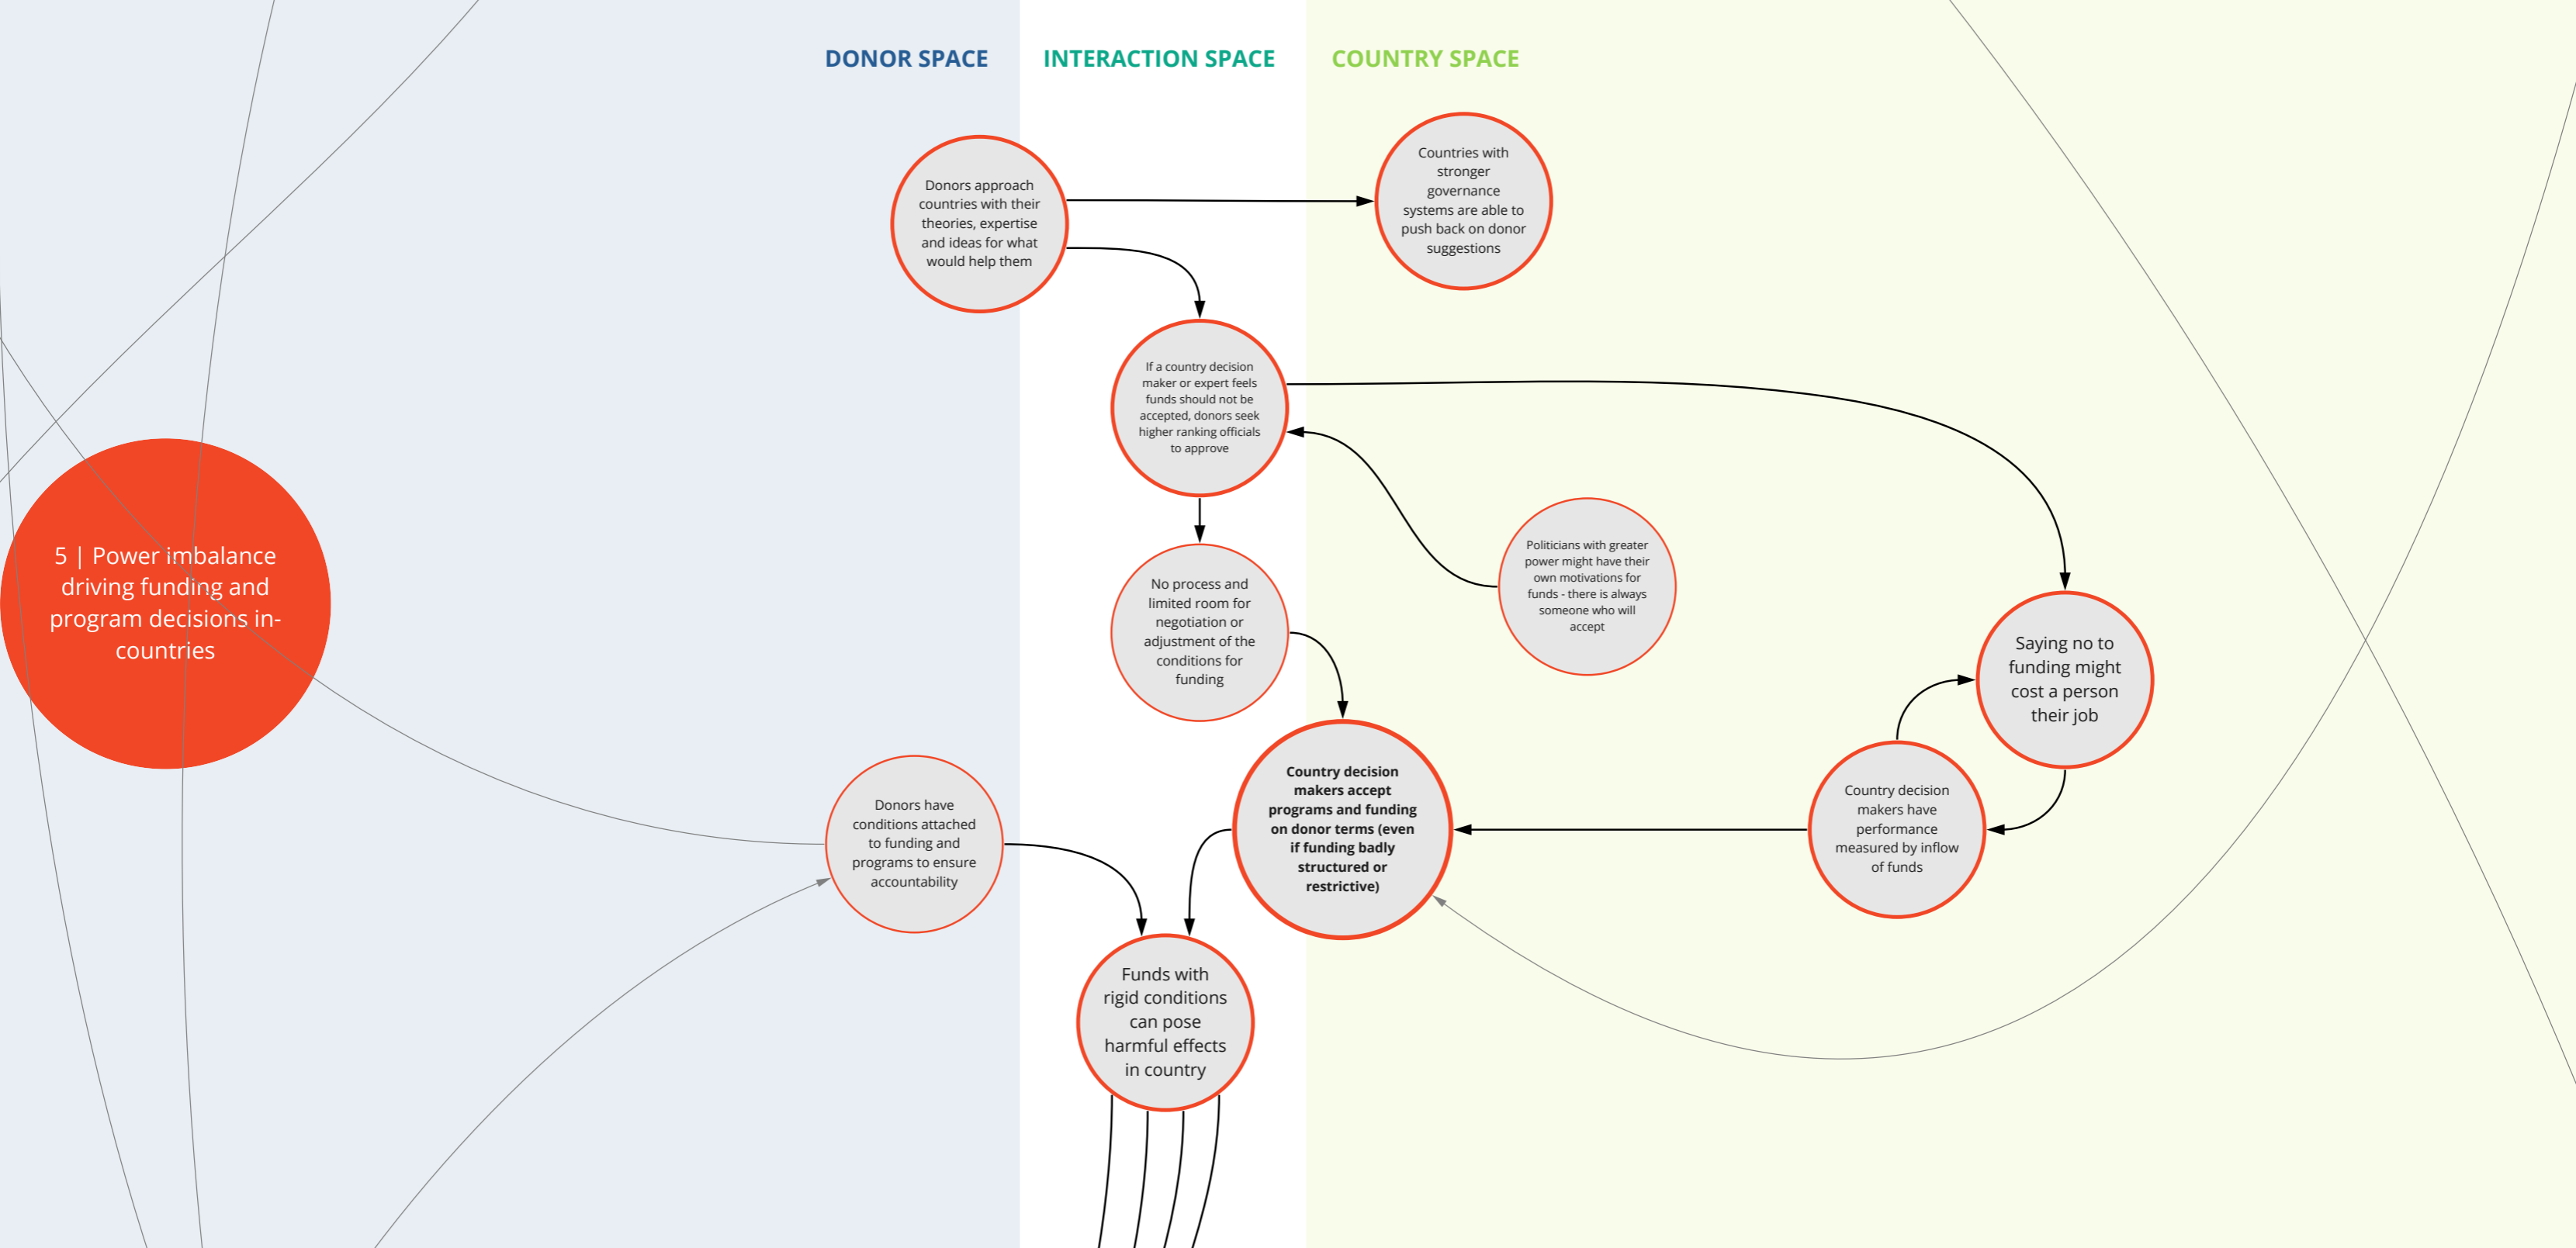 DONOR SPACE
INTERACTION SPACE
COUNTRY SPACE
Donors approach
countries with their
theories, expertise
and ideas for what
would help them
Countries with
stronger
governance
systems are able to
push back on donor
suggestions
If a country decision
maker or expert feels
funds should not be
accepted, donors seek
higher ranking officials
to approve
5 | Power imbalance
driving funding and
program decisions in-
countries
No process and
limited room for
negotiation or
adjustment of the
conditions for
funding
Politicians with greater
power might have their
own motivations for
funds - there is always
someone who will
accept
Saying no to
funding might
cost a person
their job
Donors have
conditions attached
to funding and
programs to ensure
accountability
Country decision
makers accept
programs and funding
on donor terms (even
if funding badly
structured or
restrictive)
Country decision
makers have
performance
measured by inflow
of funds
Funds with
rigid conditions
can pose
harmful effects
in country